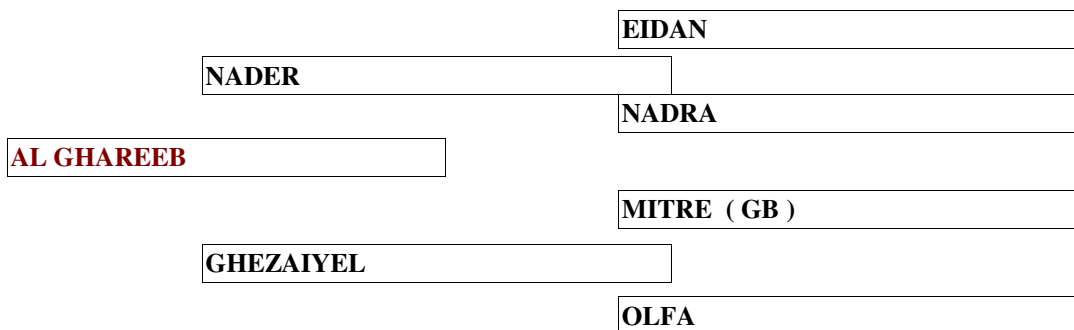 EIDAN
NADER
NADRA
AL GHAREEB
MITRE ( GB )
GHEZAIYEL
OLFA